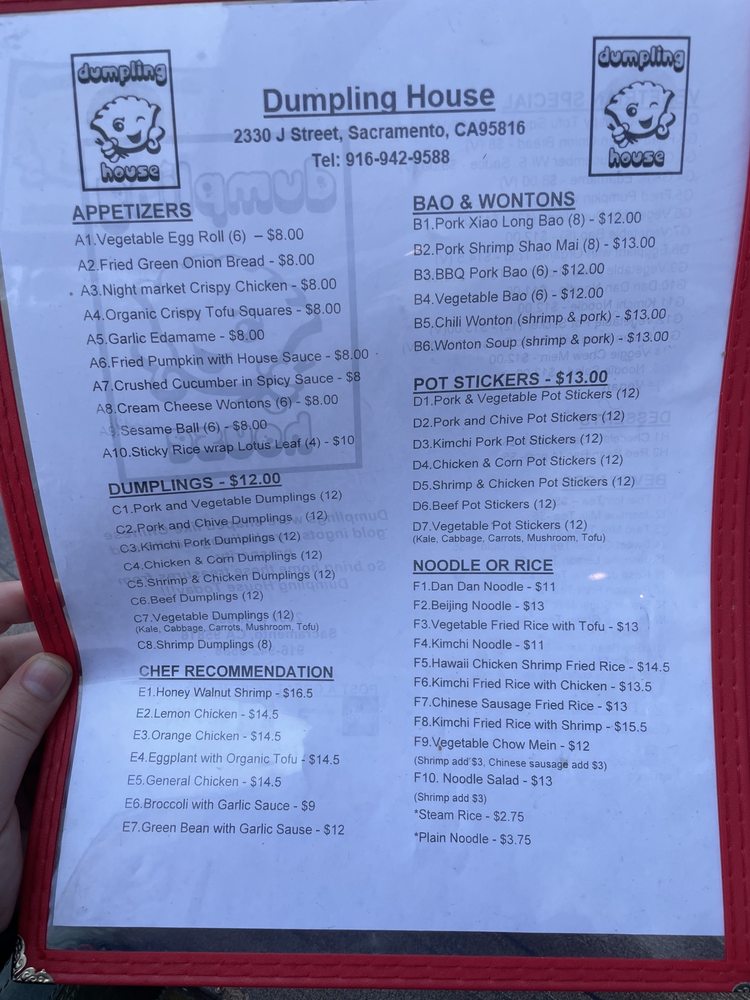 dumpling
house
dumpling
house
Dumpling House
2330 J Street, Sacramento, CA95816
Tel: 916-942-9588
APPETIZERS
A1.Vegetable Egg Roll (6) – $8.00
A2.Fried Green Onion Bread - $8.00
A3.Night market Crispy Chicken - $8.00
A4.Organic Crispy Tofu Squares - $8.00
A5.Garlic Edamame - $8.00
A6.Fried Pumpkin with House Sauce - $8.00
A7.Crushed Cucumber in Spicy Sauce - $8
A8.Cream Cheese Wontons (6) - $8.00
A9.Sesame Ball (6) - $8.00
A10.Sticky Rice wrap Lotus Leaf (4) - $10
DUMPLINGS - $12.00
C1.Pork and Vegetable Dumplings (12)
C2.Pork and Chive Dumplings (12)
C3.Kimchi Pork Dumplings (12)
C4.Chicken & Corn Dumplings (12)
C5.Shrimp & Chicken Dumplings (12)
C6.Beef Dumplings (12)
C7.Vegetable Dumplings (12)
(Kale, Cabbage, Carrots, Mushroom, Tofu)
C8.Shrimp Dumplings (8)
CHEF RECOMMENDATION
E1.Honey Walnut Shrimp - $16.5
E2.Lemon Chicken - $14.5
E3.Orange Chicken - $14.5
E4.Eggplant with Organic Tofu - $14.5
E5.General Chicken - $14.5
E6.Broccoli with Garlic Sauce - $9
E7.Green Bean with Garlic Sause - $12
BAO & WONTONS
B1.Pork Xiao Long Bao (8) - $12.00
B2.Pork Shrimp Shao Mai (8) - $13.00
B3.BBQ Pork Bao (6) - $12.00
B4.Vegetable Bao (6) - $12.00
B5.Chili Wonton (shrimp & pork) - $13.00
B6.Wonton Soup (shrimp & pork) - $13.00
POT STICKERS - $13.00
D1.Pork & Vegetable Pot Stickers (12)
D2.Pork and Chive Pot Stickers (12)
D3.Kimchi Pork Pot Stickers (12)
D4.Chicken & Corn Pot Stickers (12)
D5.Shrimp & Chicken Pot Stickers (12)
D6.Beef Pot Stickers (12)
D7.Vegetable Pot Stickers (12)
(Kale, Cabbage, Carrots, Mushroom, Tofu)
NOODLE OR RICE
F1.Dan Dan Noodle - $11
F2.Beijing Noodle - $13
F3.Vegetable Fried Rice with Tofu - $13
F4.Kimchi Noodle - $11
F5.Hawaii Chicken Shrimp Fried Rice - $14.5
F6.Kimchi Fried Rice with Chicken - $13.5
F7.Chinese Sausage Fried Rice - $13
F8.Kimchi Fried Rice with Shrimp - $15.5
F9.Vegetable Chow Mein - $12
(Shrimp add $3, Chinese sausage add $3)
F10. Noodle Salad - $13
(Shrimp add $3)
*Steam Rice - $2.75
*Plain Noodle - $3.75